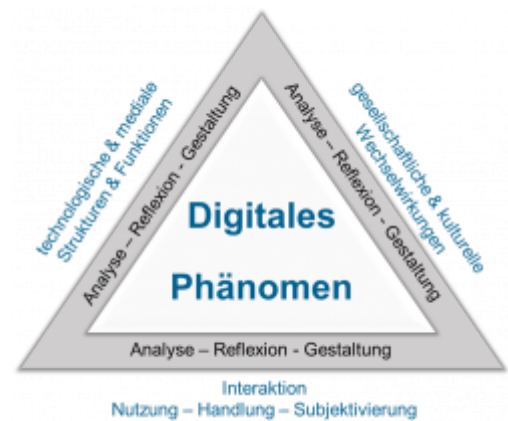 technologische & mediale
Strukturen & Funktionen
Analyse – Reflexion - Gestaltung
gesellschaftliche & kulturelle
Wechselwirkungen
Analyse – Reflexion - Gestaltung
Digitales
Phänomen
Analyse – Reflexion - Gestaltung
Interaktion
Nutzung – Handlung – Subjektivierung